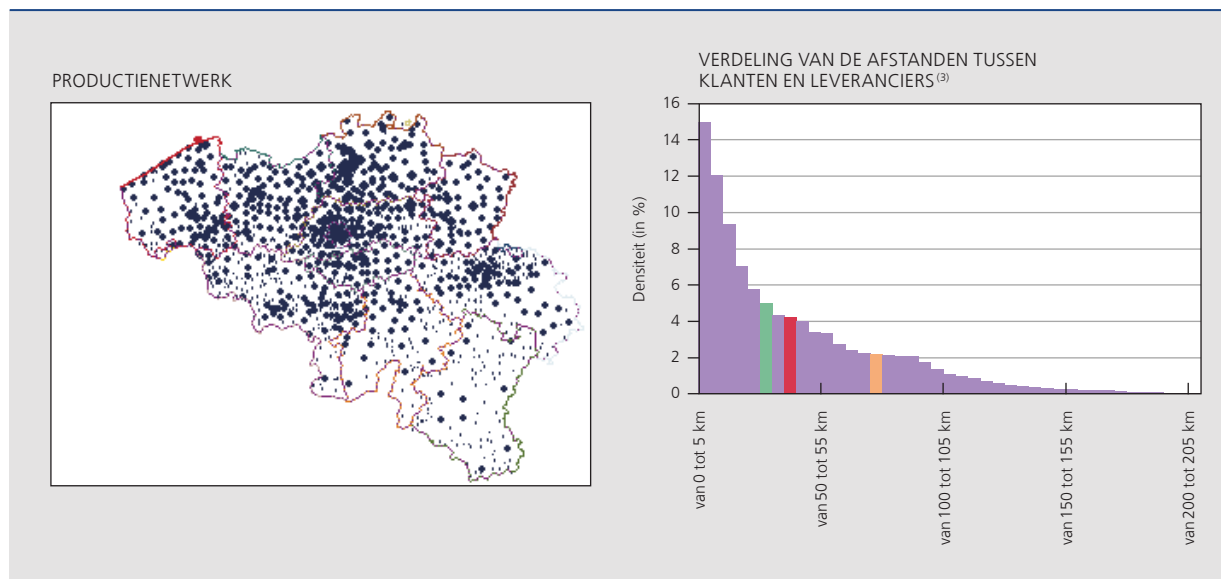 PRODUCTIENETWERK
VERDELING VAN DE AFSTANDEN TUSSEN
KLANTEN EN LEVERANCIERS (3)
Densiteit (in %)
16
14
12
10
8
6
4
2
0
van 0 tot 5 km
van 50 tot 55 km
van 100 tot 105 km
van 150 tot 155 km
van 200 tot 205 km